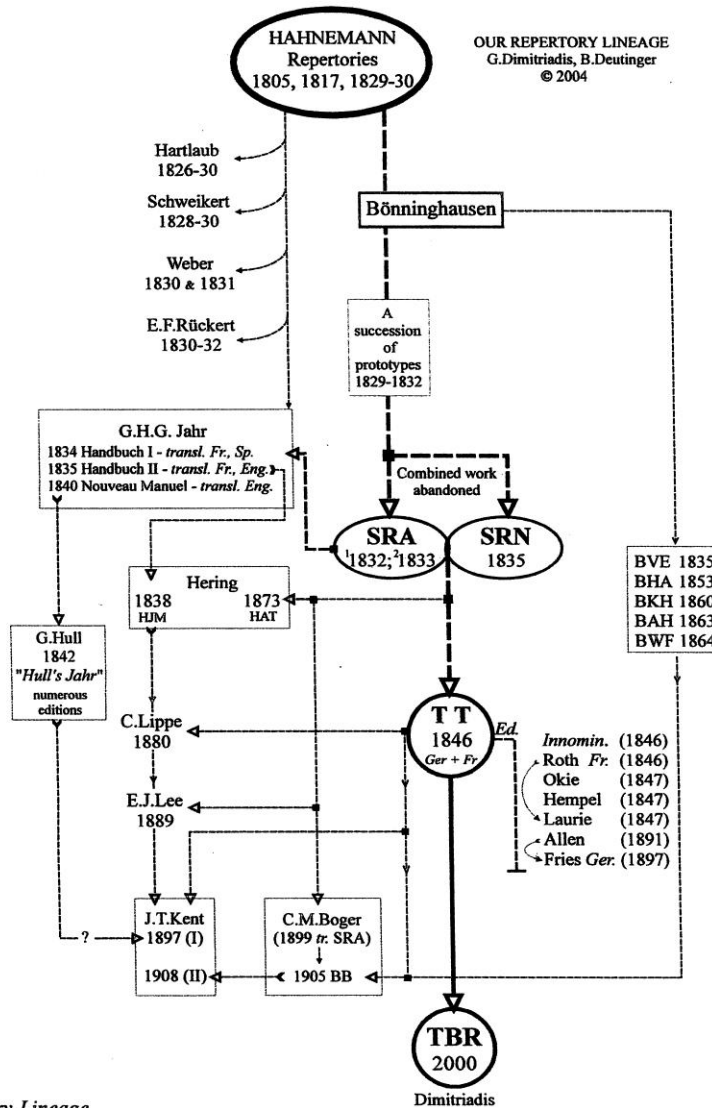 HAHNEMANN
Repertories
1805, 1817, 1829-30
OUR REPERTORY LINEAGE
G.Dimitriadis, B.Deutinger
© 2004
Hartlaub
1826-30
Schweikert
1828-30
Weber
1830 & 1831
E.F.Rückert
1830-32
Bönninghausen
A
succession
of
prototypes
1829-1832
G.H.G. Jahr
1834 Handbuch I - transl. Fr., Sp.
1835 Handbuch II - transl. Fr., Eng.
1840 Nouveau Manuel - transl. Eng.
Combined work
abandoned
SRA
¹1832;²1833
SRN
1835
BVE 1835
BHA 1853
BKH 1860
BAH 1863
BWF 1864
Hering
1838
HJM
1873
HAT
G.Hull
1842
"Hull's Jahr"
numerous
editions
C.Lippe
1880
E.J.Lee
1889
T T
1846
Ger + Fr
Ed.
Innomin. (1846)
Roth Fr. (1846)
Okie (1847)
Hempel (1847)
Laurie (1847)
Allen (1891)
Fries Ger. (1897)
?
J.T.Kent
1897 (I)
1908 (II)
C.M.Boger
(1899 tr. SRA)
1905 BB
TBR
2000
Dimitriadis
Lineage